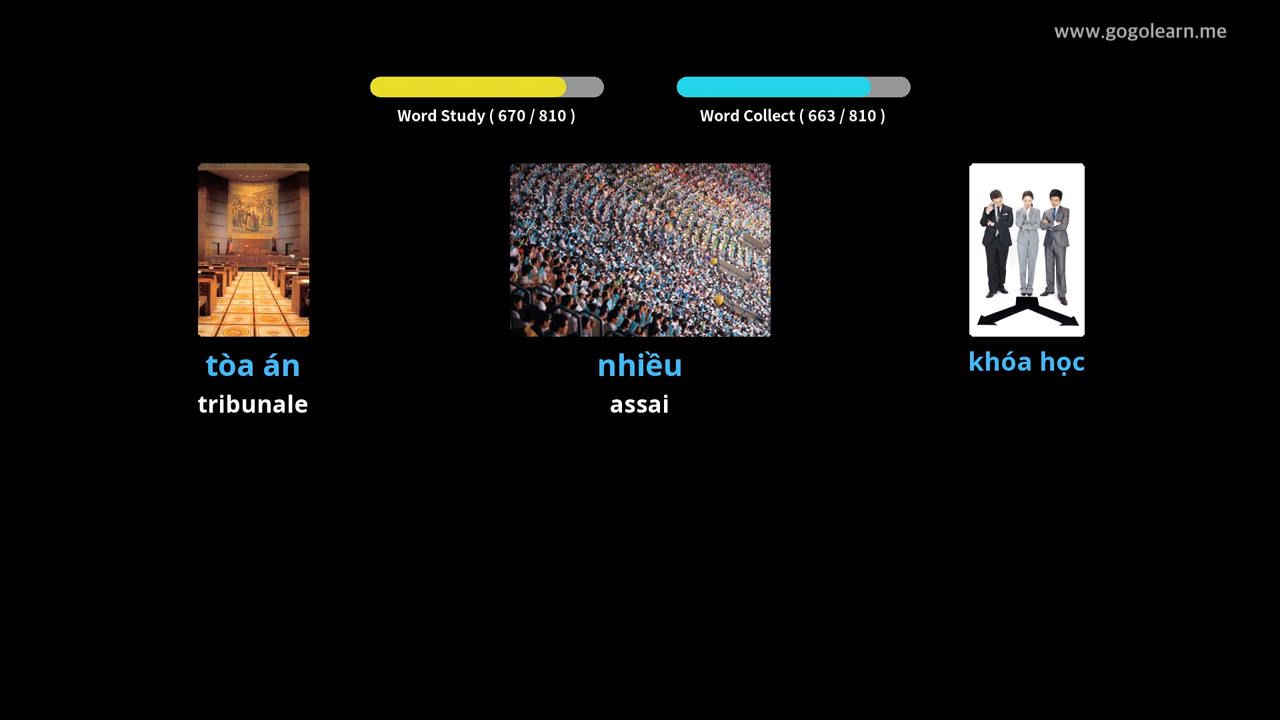 www.gogolearn.me
Word Study ( 670 / 810 )
Word Collect ( 663 / 810 )
tòa án
nhiều
khóa học
tribunale
assai